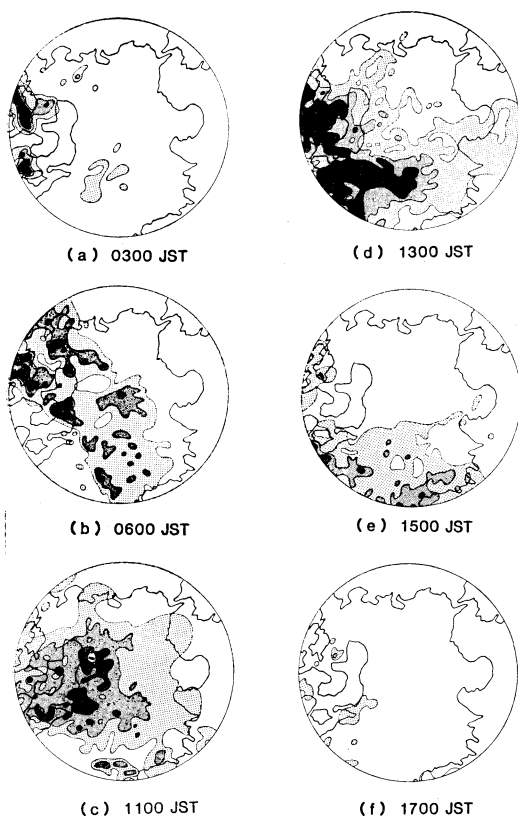 (a) 0300 JST
(b) 0600 JST
(c) 1100 JST
(d) 1300 JST
(e) 1500 JST
(f) 1700 JST